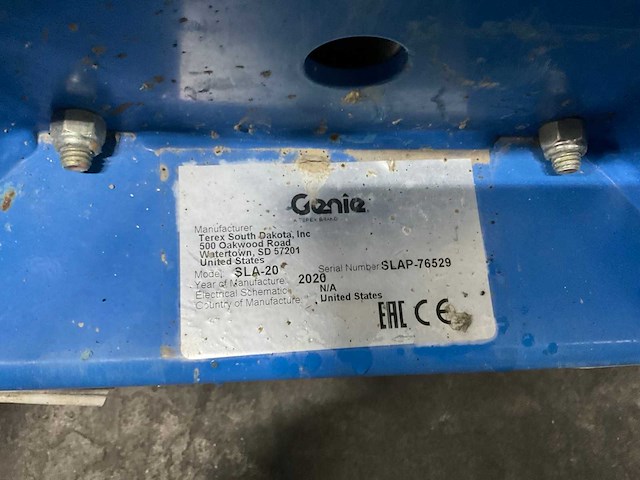 Genie
A TEREX BRAND
Manufacturer
Terex South Dakota, Inc
500 Oakwood Road
Watertown, SD 57201
United States
Model SLA-20 Serial Number SLAP-76529
Year of Manufacture 2020
Electrical Schematic N/A
Country of Manufacture United States
EAC CE